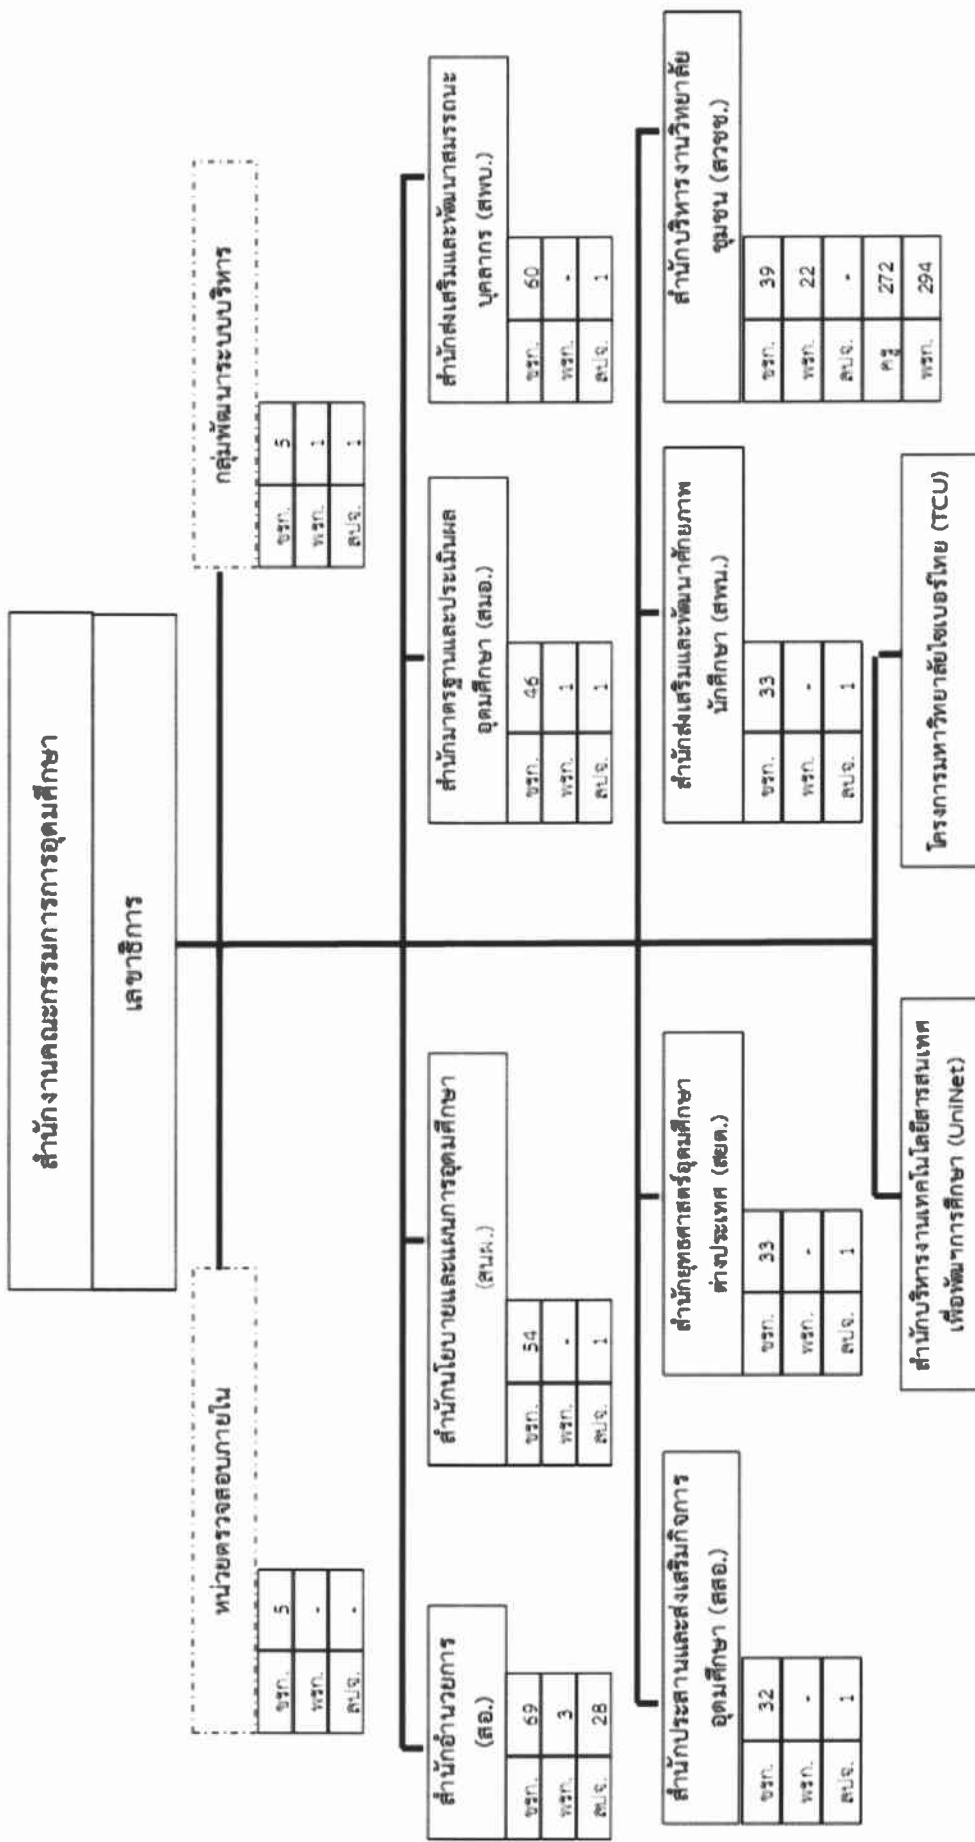 สำนักงานคณะกรรมการการอุดมศึกษา
เลขาธิการ
หน่วยตรวจสอบภายใน
ขรก. 5
พรก. -
ลปจ. -
กลุ่มพัฒนาระบบบริหาร
ขรก. 5
พรก. 1
ลปจ. 1
สำนักอำนวยการ
(สอ.)
ขรก. 69
พรก. 3
ลปจ. 28
สำนักนโยบายและแผนการอุดมศึกษา
(สนผ.)
ขรก. 54
พรก. -
ลปจ. 1
สำนักมาตรฐานและประเมินผล
อุดมศึกษา (สมอ.)
ขรก. 46
พรก. 1
ลปจ. 1
สำนักส่งเสริมและพัฒนาสมรรถนะ
บุคลากร (สพบ.)
ขรก. 60
พรก. -
ลปจ. 1
สำนักประสานและส่งเสริมกิจการ
อุดมศึกษา (สสอ.)
ขรก. 32
พรก. -
ลปจ. 1
สำนักยุทธศาสตร์อุดมศึกษา
ต่างประเทศ (สยต.)
ขรก. 33
พรก. -
ลปจ. 1
สำนักส่งเสริมและพัฒนาศักยภาพ
นักศึกษา (สพน.)
ขรก. 33
พรก. -
ลปจ. 1
สำนักบริหารงานวิทยาลัย
ชุมชน (สวชช.)
ขรก. 39
พรก. 22
ลปจ. -
ครู 272
พรก. 294
สำนักบริหารงานเทคโนโลยีสารสนเทศ
เพื่อพัฒนาการศึกษา (UniNet)
โครงการมหาวิทยาลัยไซเบอร์ไทย (TCU)